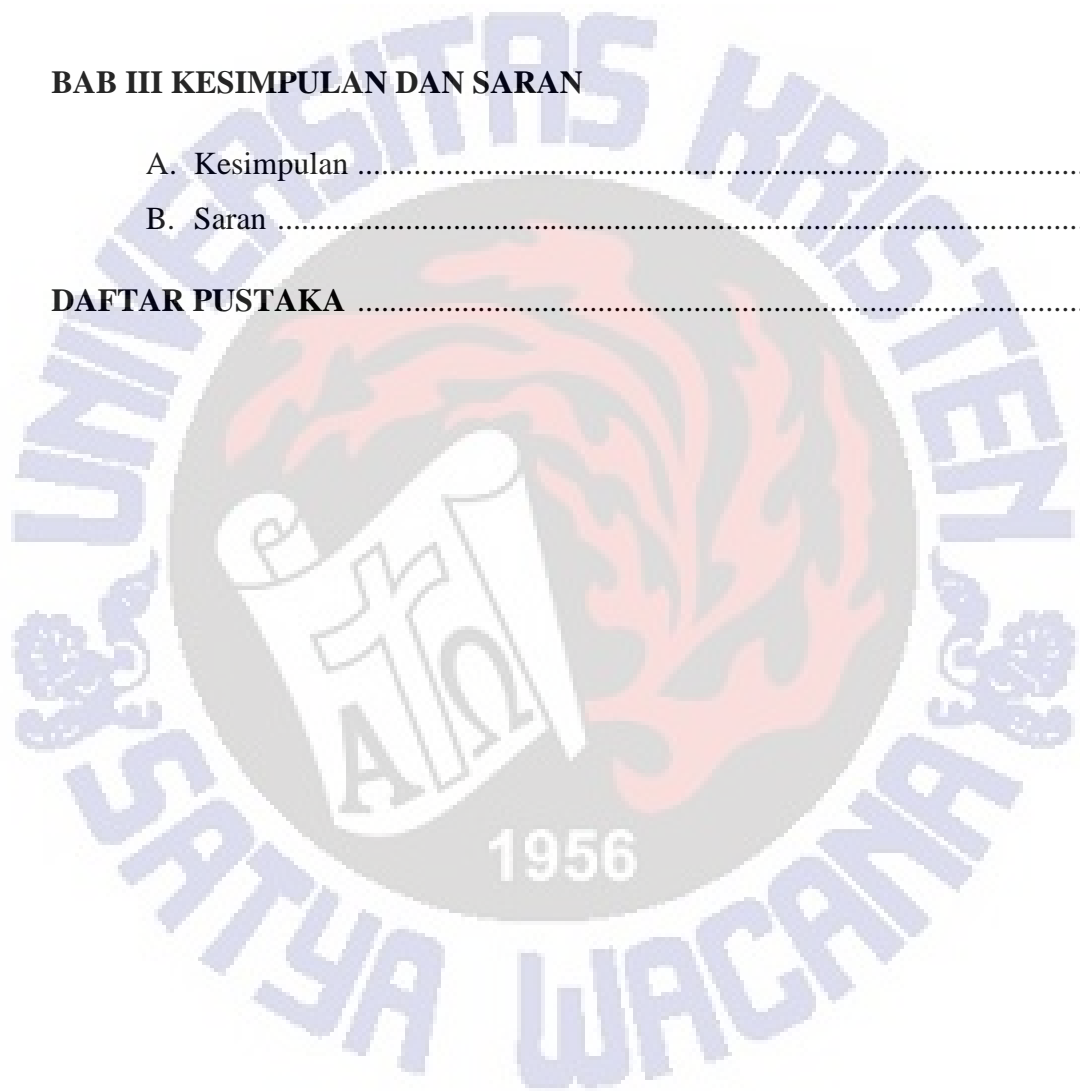 BAB III KESIMPULAN DAN SARAN
A. Kesimpulan ..........................................................................................
B. Saran ....................................................................................................
DAFTAR PUSTAKA ..........................................................................................
UNIVERSITAS KRISTEN
Α Ω
1956
SATYA WACANA